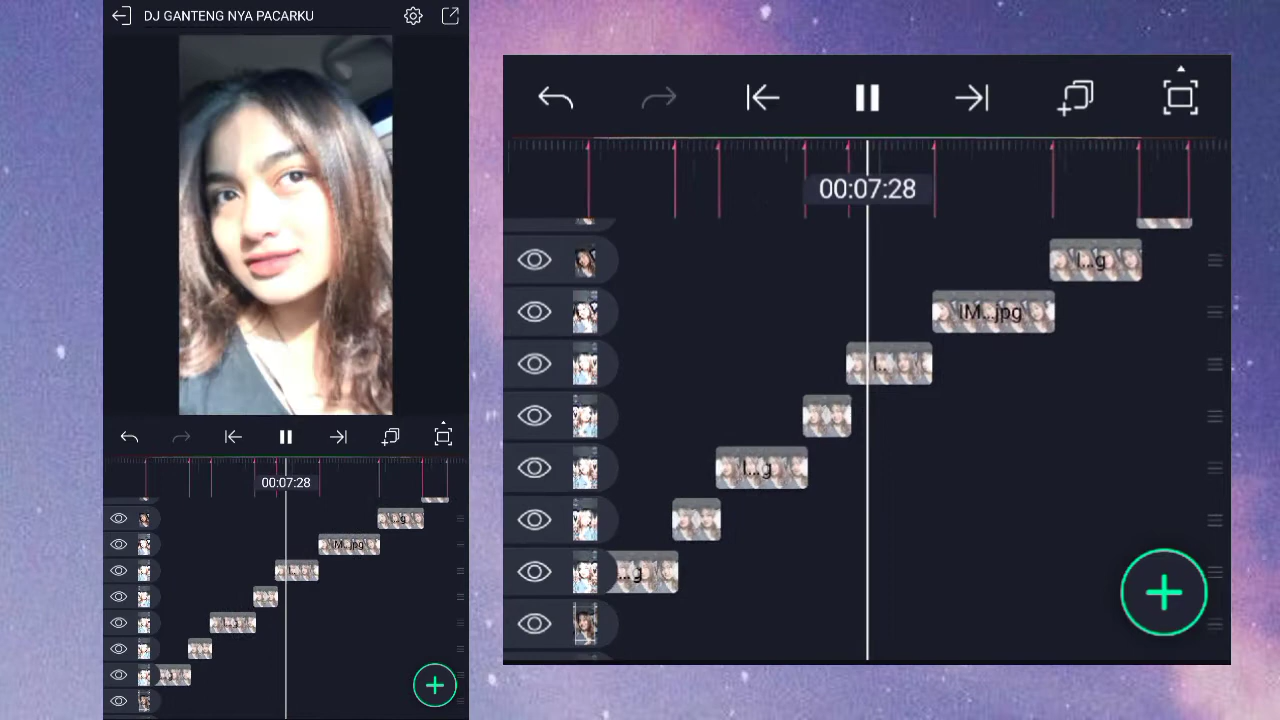 DJ GANTENG NYA PACARKU
00:07:28
IM...jpg
00:07:28
I...g
IM...jpg
I...g
...g